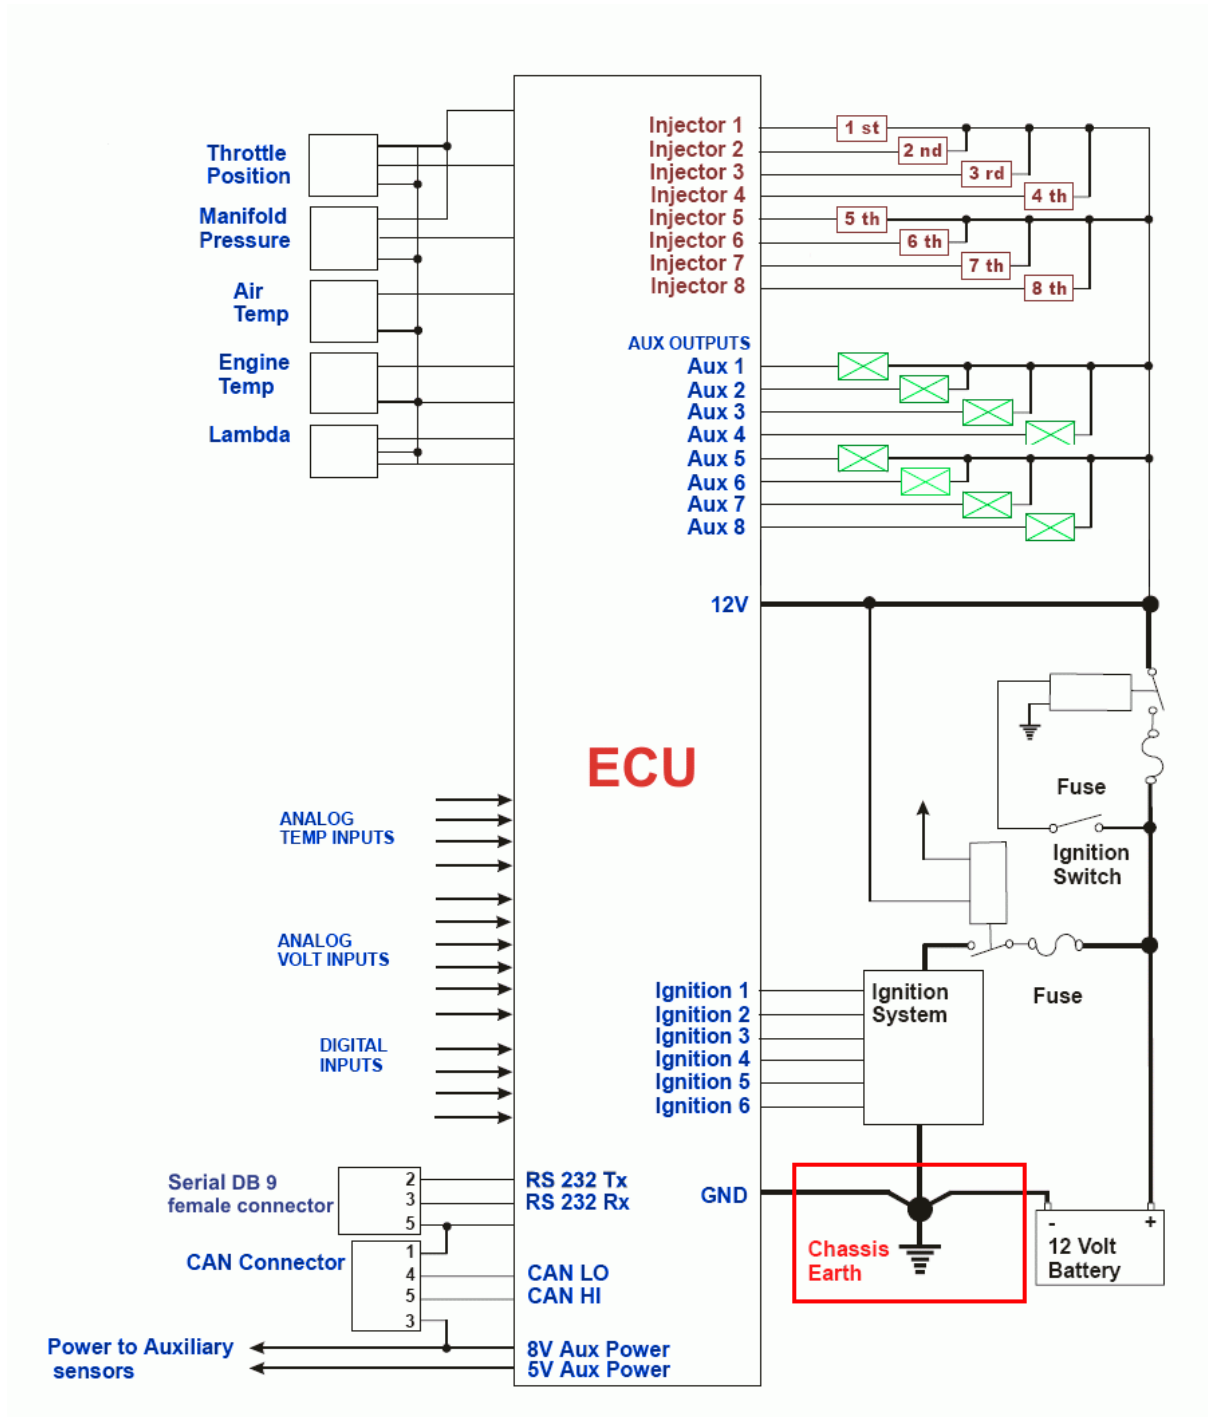 Throttle
Position
Manifold
Pressure
Air
Temp
Engine
Temp
Lambda
Injector 1
Injector 2
Injector 3
Injector 4
Injector 5
Injector 6
Injector 7
Injector 8
1 st
2 nd
3 rd
4 th
5 th
6 th
7 th
8 th
AUX OUTPUTS
Aux 1
Aux 2
Aux 3
Aux 4
Aux 5
Aux 6
Aux 7
Aux 8
12V
ECU
Fuse
Ignition
Switch
Fuse
ANALOG
TEMP INPUTS
ANALOG
VOLT INPUTS
DIGITAL
INPUTS
Ignition 1
Ignition 2
Ignition 3
Ignition 4
Ignition 5
Ignition 6
Ignition
System
Serial DB 9
female connector
2
3
5
RS 232 Tx
RS 232 Rx
GND
CAN Connector
1
4
5
3
CAN LO
CAN HI
Chassis
Earth
- +
12 Volt
Battery
Power to Auxiliary
sensors
8V Aux Power
5V Aux Power